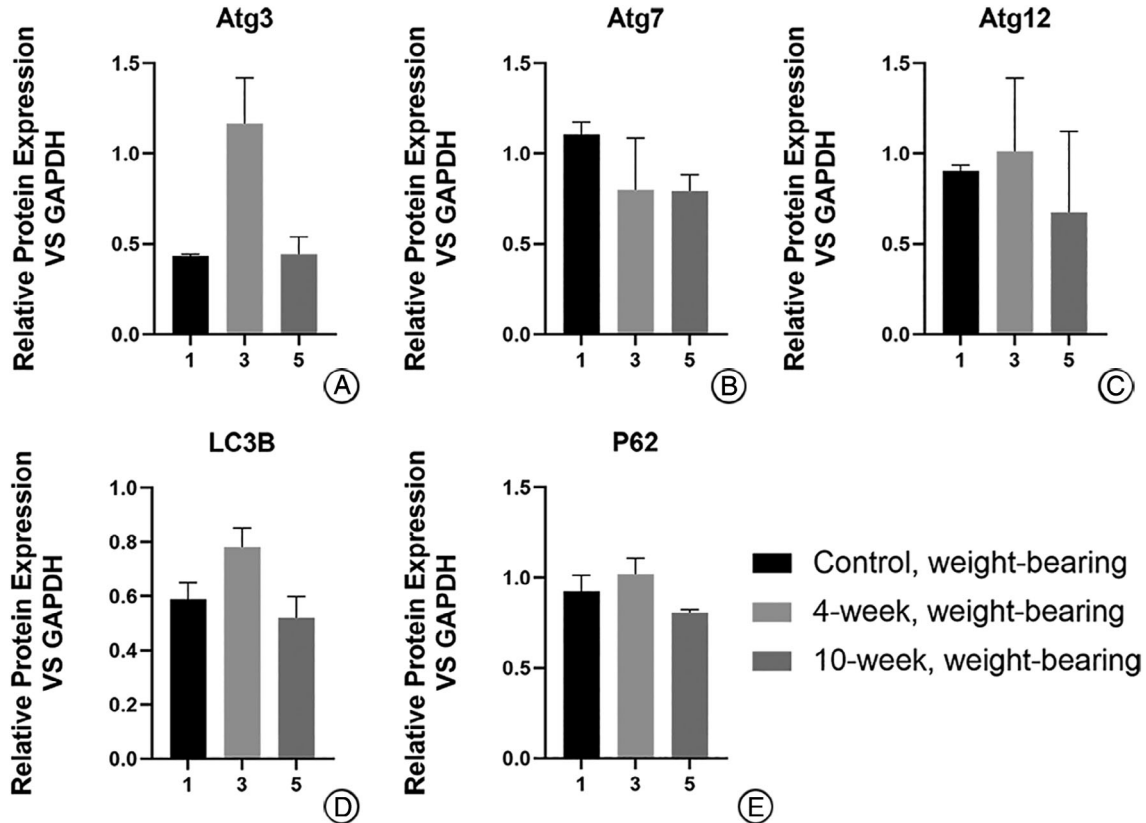 Atg3
Relative Protein Expression
VS GAPDH
1.5
1.0
0.5
0.0
1 3 5
A
Atg7
Relative Protein Expression
VS GAPDH
1.5
1.0
0.5
0.0
1 3 5
B
Atg12
Relative Protein Expression
VS GAPDH
1.5
1.0
0.5
0.0
1 3 5
C
LC3B
Relative Protein Expression
VS GAPDH
1.0
0.8
0.6
0.4
0.2
0.0
1 3 5
D
P62
Relative Protein Expression
VS GAPDH
1.5
1.0
0.5
0.0
1 3 5
E
Control, weight-bearing
4-week, weight-bearing
10-week, weight-bearing